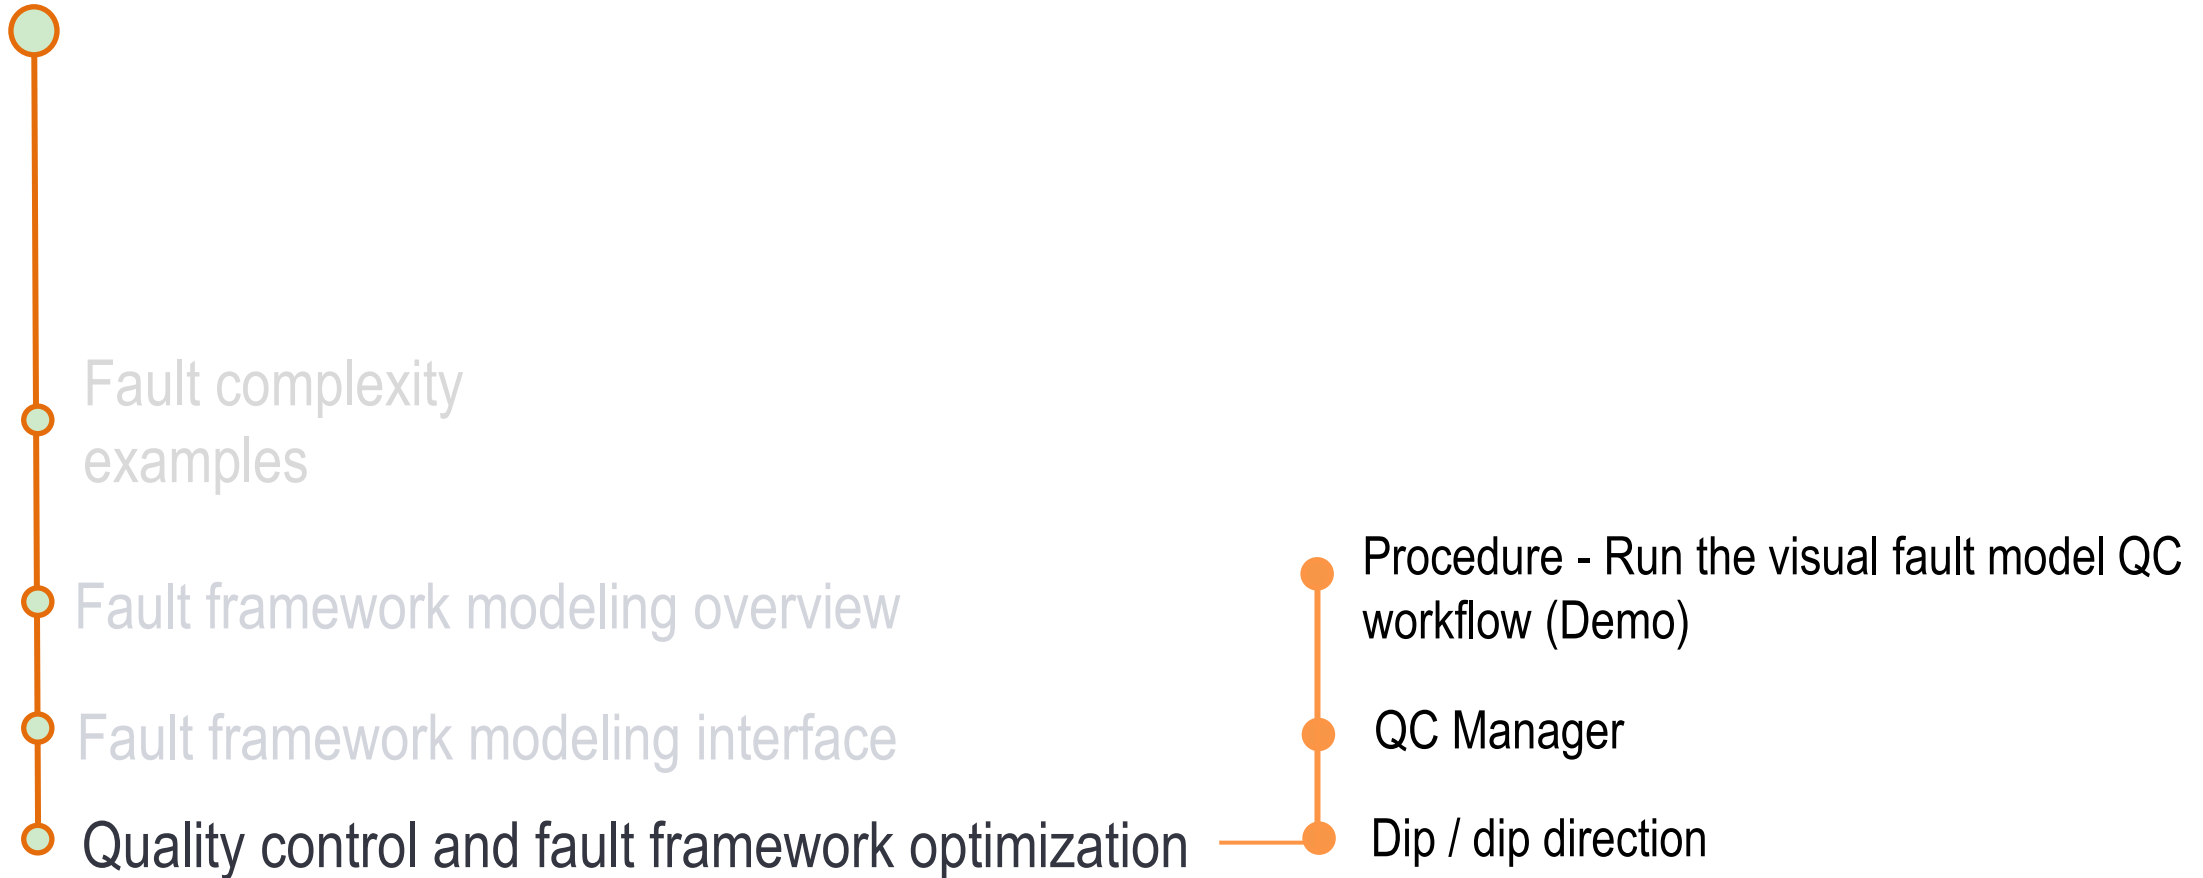 Fault complexity
examples
Fault framework modeling overview
Fault framework modeling interface
Quality control and fault framework optimization
Procedure - Run the visual fault model QC
workflow (Demo)
QC Manager
Dip / dip direction